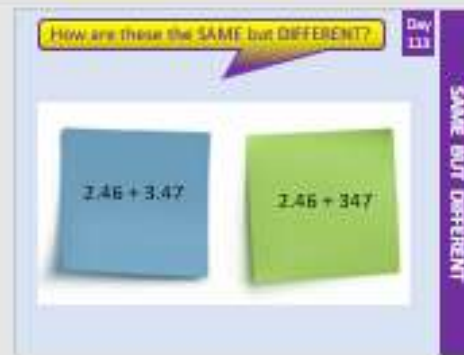 How are these the SAME but DIFFERENT?
Day
113
2.46 + 3.47
2.46 + 347
SAME BUT DIFFERENT